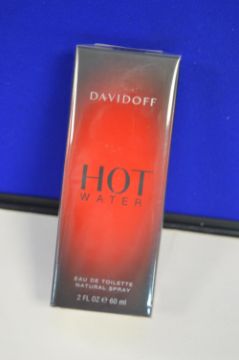 DAVIDOFF
HOT
WATER
EAU DE TOILETTE
NATURAL SPRAY
2 FL OZ e 60 ml